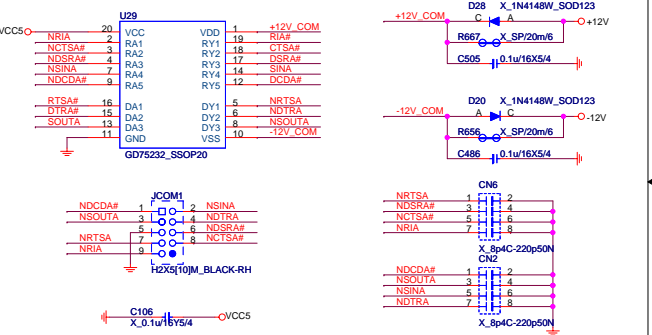 U29
VCC5 20 VCC VDD 1 +12V_COM
NRIA 2 RA1 RY1 19 RIA#
NCTSA# 3 RA2 RY2 18 CTSA#
NDSRA# 4 RA3 RY3 17 DSRA#
NSINA 7 RA4 RY4 14 SINA
NDCDA# 9 RA5 RY5 12 DCDA#
RTSA# 16 DA1 DY1 5 NRTSA
DTRA# 15 DA2 DY2 6 NDTRA
SOUTA 13 DA3 DY3 8 NSOUTA
11 GND VSS 10 -12V_COM
GD75232_SSOP20
D28 X_1N4148W_SOD123
+12V_COM C A +12V
R667 X_SP/20m/6
C505 0.1u/16X5/4
D20 X_1N4148W_SOD123
-12V_COM A C -12V
R656 X_SP/20m/6
C486 0.1u/16X5/4
JCOM1
NDCDA# 1 2 NSINA
NSOUTA 3 4 NDTRA
5 6 NDSRA#
NRTSA 7 8 NCTSA#
NRIA 9
H2X5[10]M_BLACK-RH
CN6
NRTSA 1 2
NDSRA# 3 4
NCTSA# 5 6
NRIA 7 8
X_8p4C-220p50N
CN2
NDCDA# 1 2
NSOUTA 3 4
NSINA 5 6
NDTRA 7 8
X_8p4C-220p50N
C106 VCC5
X_0.1u/16Y5/4